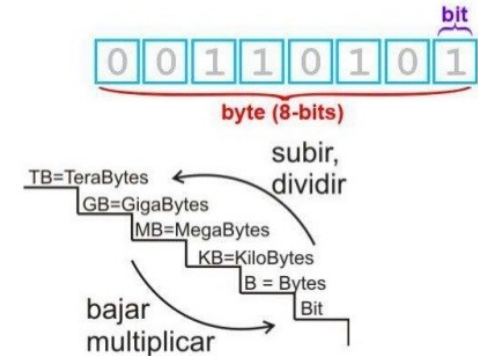 bit
0 0 1 1 0 1 0 1
byte (8-bits)
subir,
dividir
TB=TeraBytes
GB=GigaBytes
MB=MegaBytes
KB=KiloBytes
B = Bytes
Bit
bajar
multiplicar